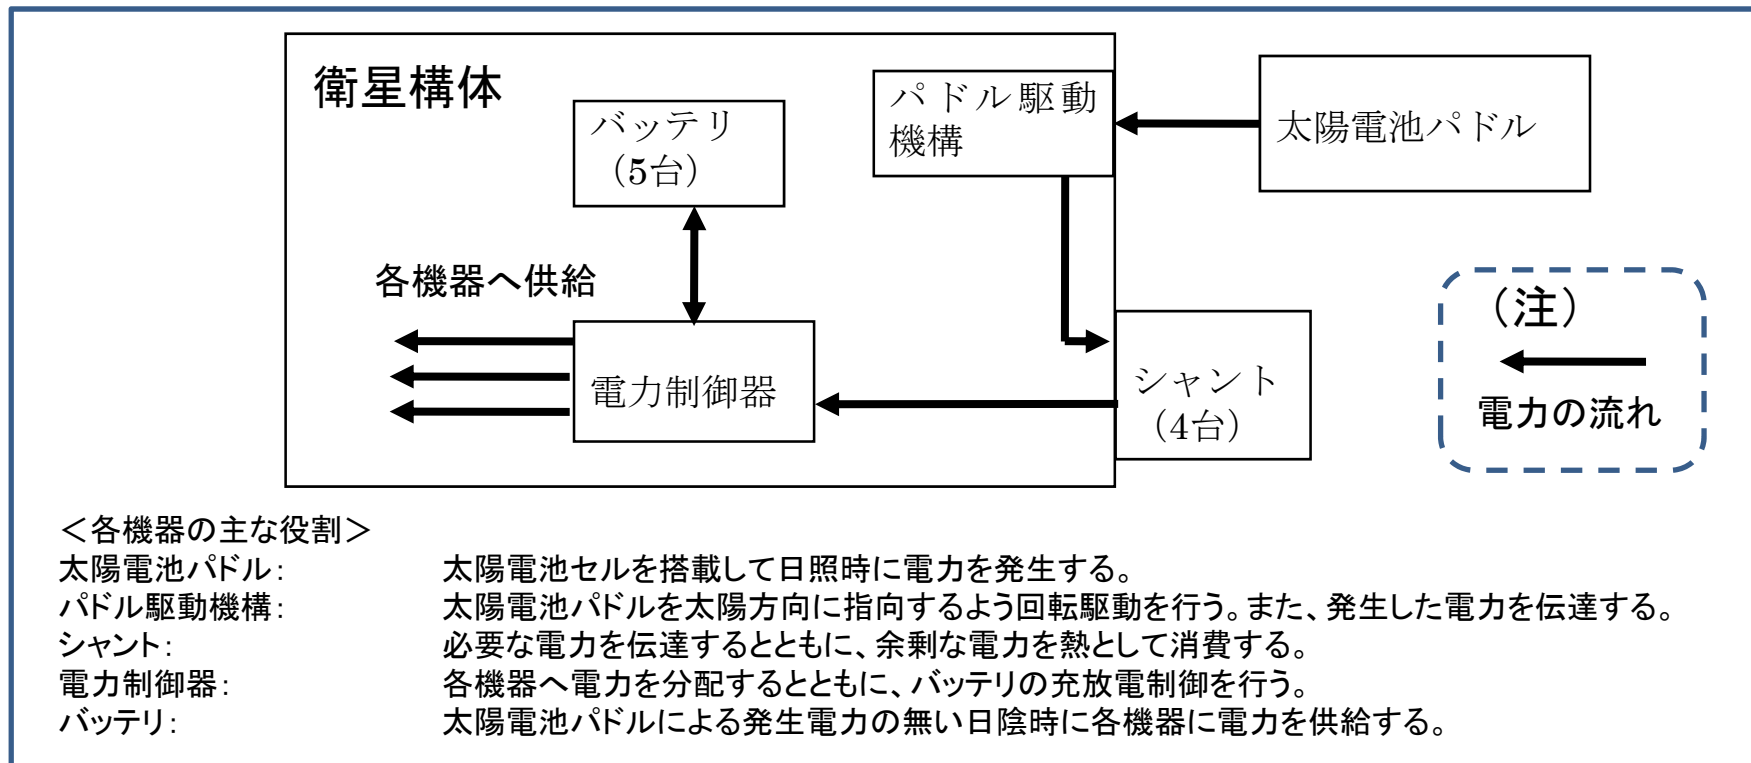 衛星構体
バッテリ
（5台）
パドル駆動
機構
太陽電池パドル
各機器へ供給
電力制御器
シャント
（4台）
（注）
電力の流れ
＜各機器の主な役割＞
太陽電池パドル： 太陽電池セルを搭載して日照時に電力を発生する。
パドル駆動機構： 太陽電池パドルを太陽方向に指向するよう回転駆動を行う。また、発生した電力を伝達する。
シャント： 必要な電力を伝達するとともに、余剰な電力を熱として消費する。
電力制御器： 各機器へ電力を分配するとともに、バッテリの充放電制御を行う。
バッテリ： 太陽電池パドルによる発生電力の無い日陰時に各機器に電力を供給する。